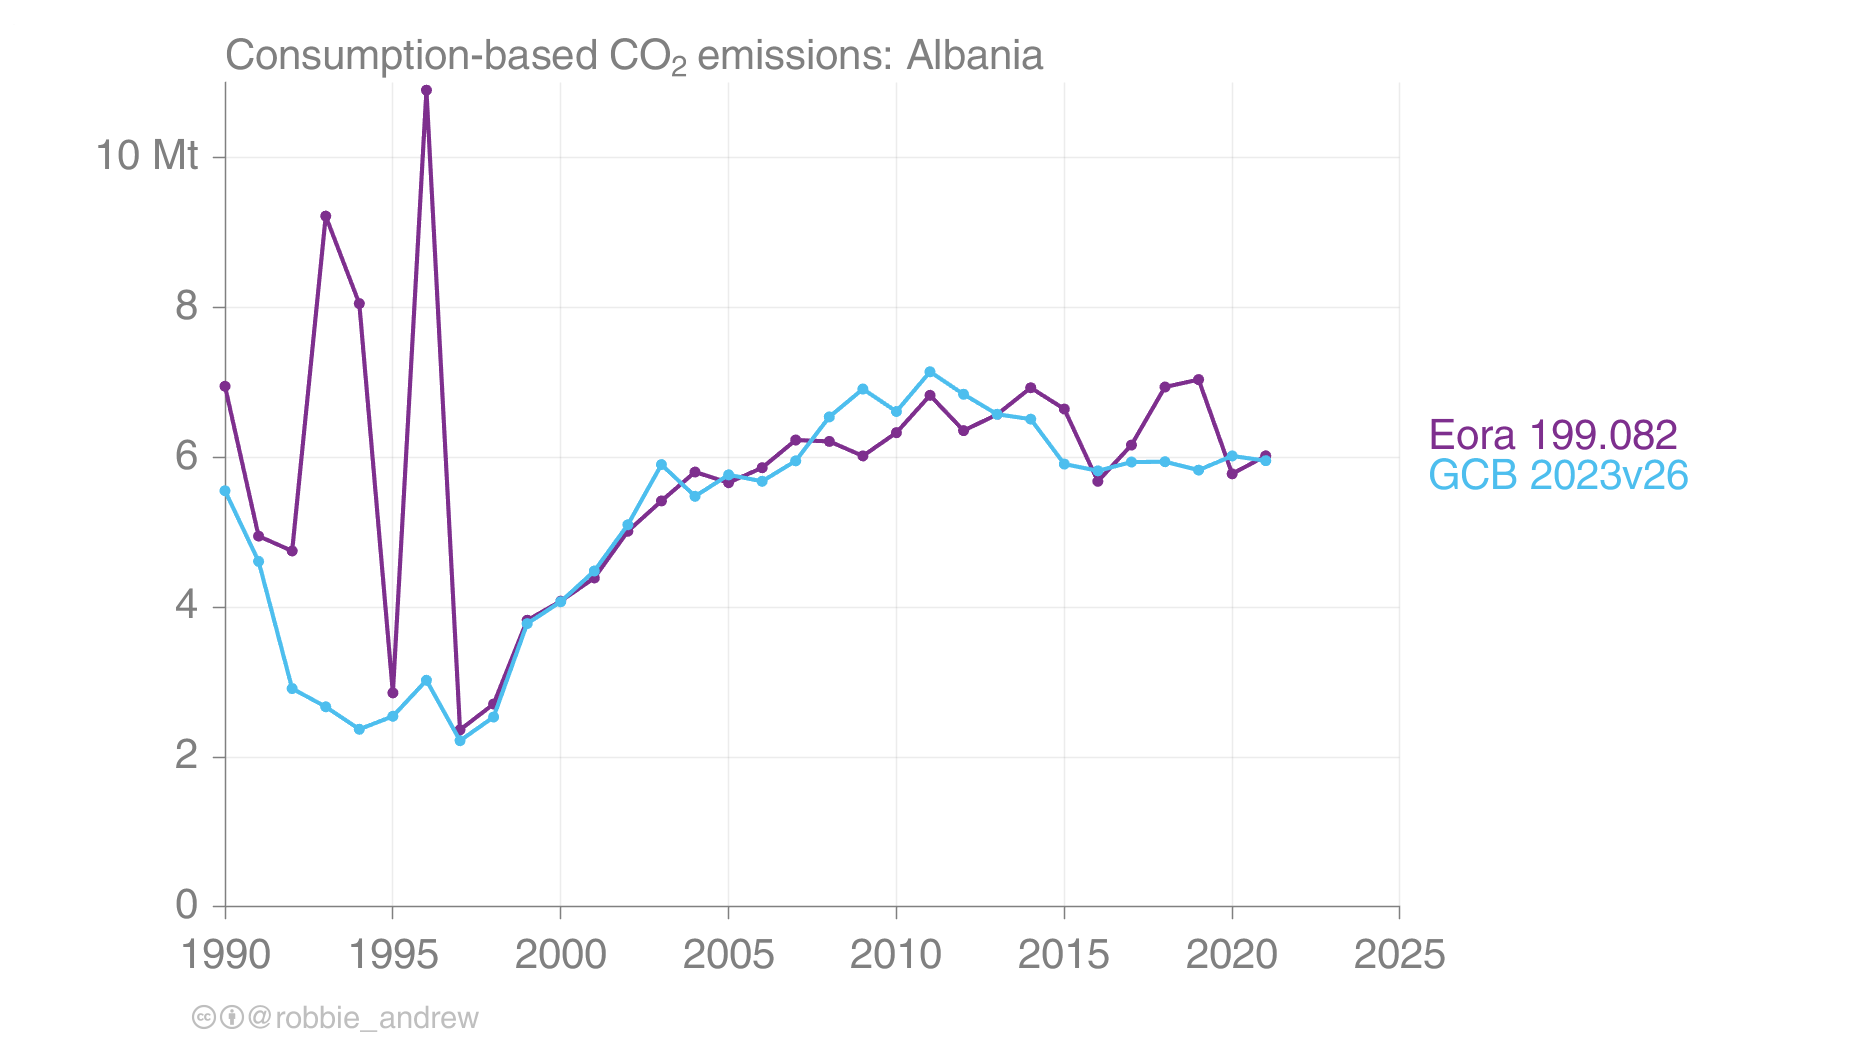 Consumption-based CO₂ emissions: Albania
10 Mt
8
6
4
2
0
1990 1995 2000 2005 2010 2015 2020 2025
Eora 199.082
GCB 2023v26
@robbie_andrew